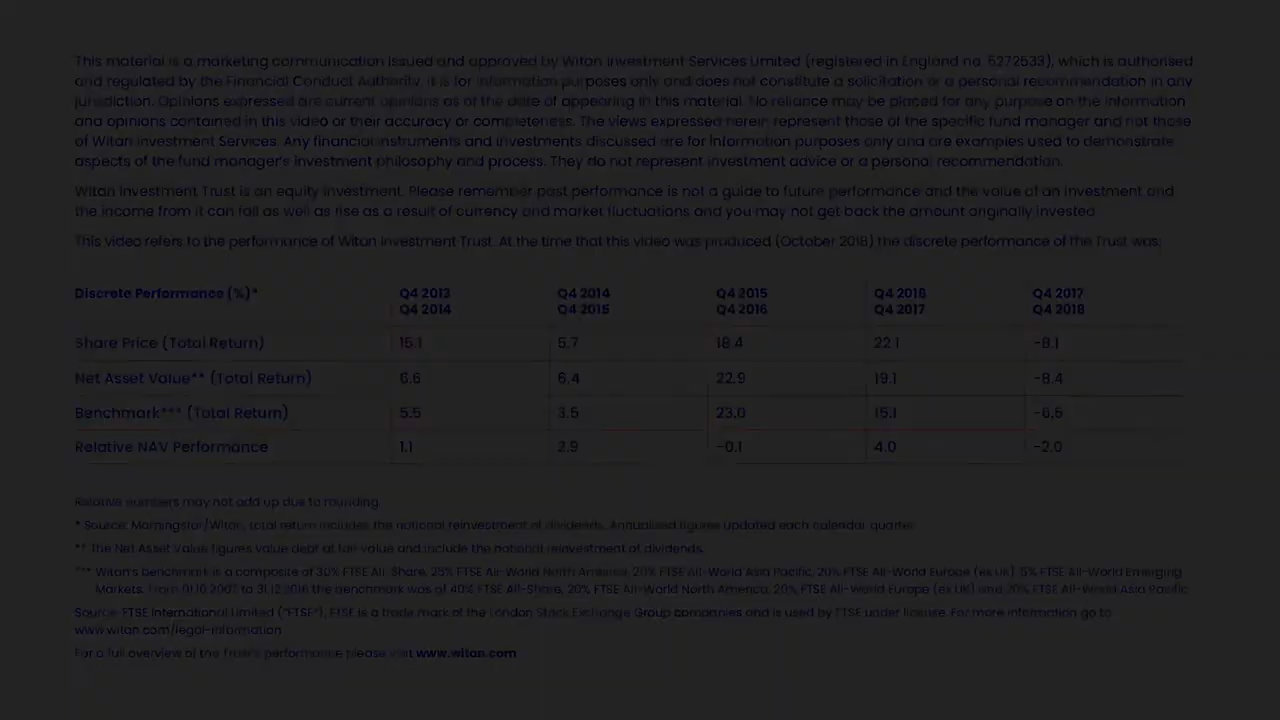 This material is a marketing communication issued and approved by Witan Investment Services Limited (registered in England no. 5272533), which is authorised
and regulated by the Financial Conduct Authority. It is for information purposes only and does not constitute a solicitation or a personal recommendation in any
jurisdiction. Opinions expressed are current opinions as of the date of appearing in this material. No reliance may be placed for any purpose on the information
and opinions contained in this video or their accuracy or completeness. The views expressed herein represent those of the specific fund manager and not those
of Witan Investment Services. Any financial instruments and investments discussed are for information purposes only and are examples used to demonstrate
aspects of the fund manager's investment philosophy and process. They do not represent investment advice or a personal recommendation.
Witan Investment Trust is an equity investment. Please remember past performance is not a guide to future performance and the value of an investment and
the income from it can fall as well as rise as a result of currency and market fluctuations and you may not get back the amount originally invested.
This video refers to the performance of Witan Investment Trust. At the time that this video was produced (October 2018) the discrete performance of the Trust was:
Discrete Performance (%)* Q4 2013 Q4 2014 Q4 2015 Q4 2016 Q4 2017
Q4 2014 Q4 2015 Q4 2016 Q4 2017 Q4 2018
Share Price (Total Return) 15.1 5.7 18.4 22.1 -8.1
Net Asset Value** (Total Return) 6.6 6.4 22.9 19.1 -8.4
Benchmark*** (Total Return) 5.5 3.5 23.0 15.1 -6.5
Relative NAV Performance 1.1 2.9 -0.1 4.0 -2.0
Relative numbers may not add up due to rounding.
* Source: Morningstar/Witan, total return includes the notional reinvestment of dividends. Annualised figures updated each calendar quarter.
** The Net Asset Value figures value debt at fair value and include the notional reinvestment of dividends.
*** Witan's benchmark is a composite of 30% FTSE All-Share, 25% FTSE All-World North America, 20% FTSE All-World Asia Pacific, 20% FTSE All-World Europe (ex UK), 5% FTSE All-World Emerging
Markets. From 01.10.2007 to 31.12.2016 the benchmark was of 40% FTSE All-Share, 20% FTSE All-World North America, 20% FTSE All-World Europe (ex UK) and 20% FTSE All-World Asia Pacific.
Source: FTSE International Limited ("FTSE"), FTSE is a trade mark of the London Stock Exchange Group companies and is used by FTSE under license. For more information go to
www.witan.com/legal-information
For a full overview of the Trust's performance please visit www.witan.com